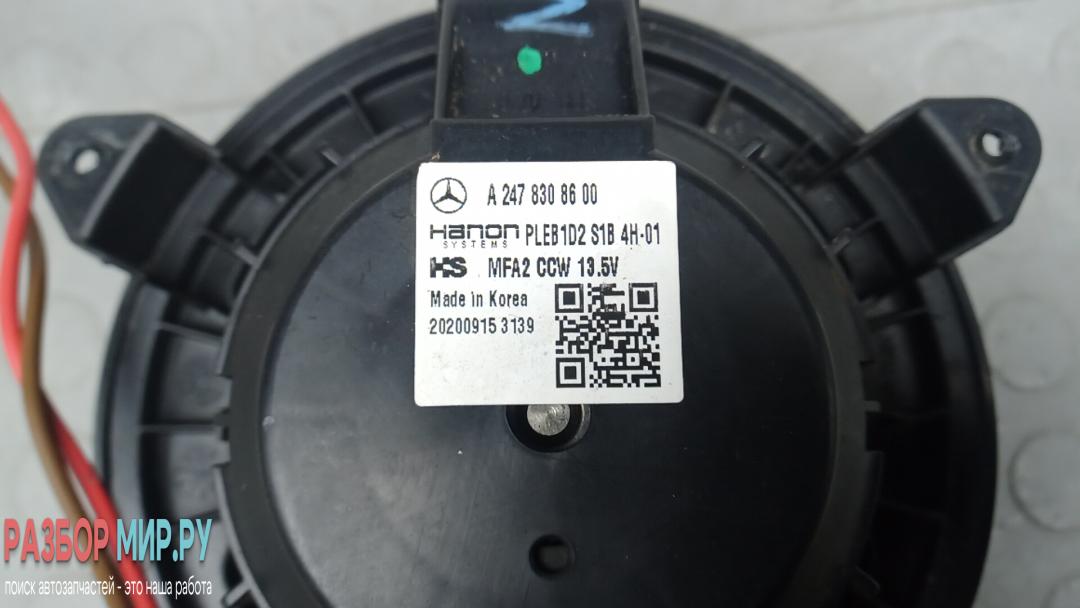 A 247 830 86 00
Hanon PLEB1D2 S1B 4H-01
SYSTEMS
HS MFA2 CCW 13.5V
Made in Korea
20200915 3139
РАЗБОР МИР.РУ
поиск автозапчастей - это наша работа